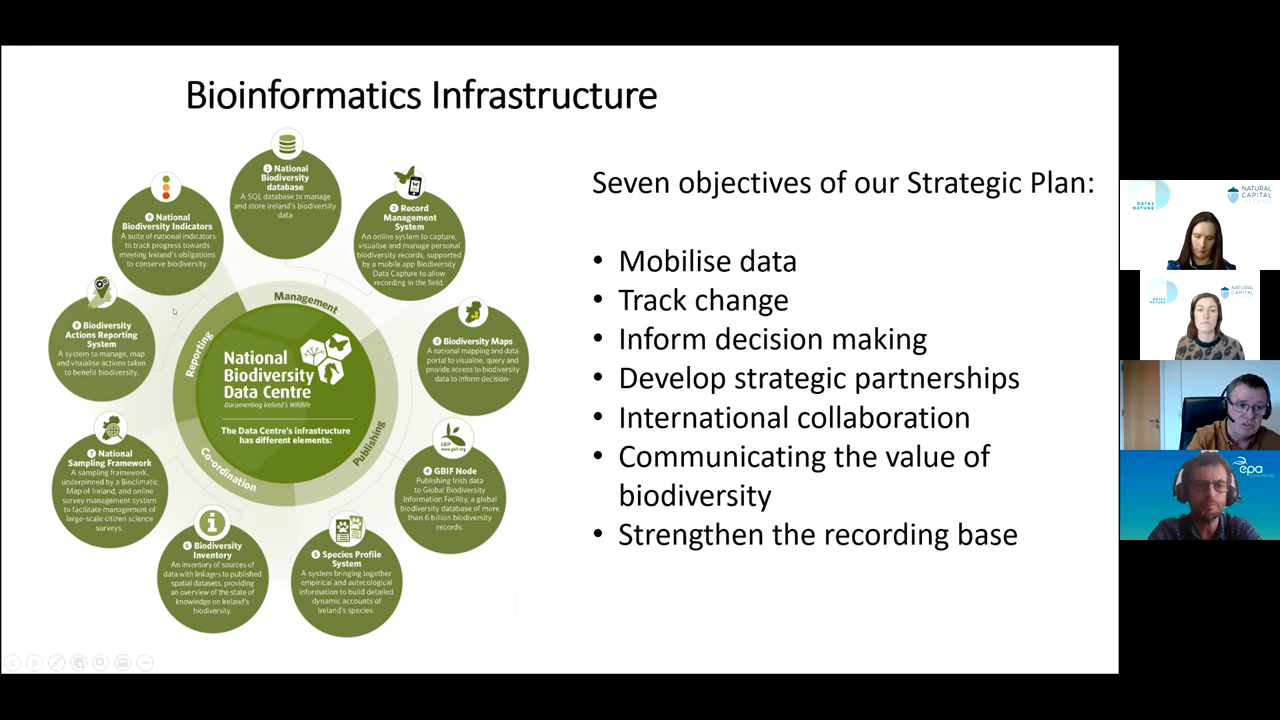 Bioinformatics Infrastructure
1 National
Biodiversity
database
A SQL database to manage
and store Ireland's biodiversity
data
2 Record
Management
System
An online system to capture,
visualise and manage personal
biodiversity records, supported
by a mobile app Biodiversity
Data Capture to allow
recording in the field.
3 Biodiversity Maps
A national mapping and data
portal to visualise, query and
provide access to biodiversity
data to inform decision-
GBIF
www.gbif.org
4 GBIF Node
Publishing Irish data
to Global Biodiversity
Information Facility, a global
biodiversity database of more
than 6 billion biodiversity
records.
5 Species Profile
System
A system bringing together
empirical and autecological
information to build detailed
dynamic accounts of
Ireland's species.
6 Biodiversity
Inventory
An inventory of sources of
data with linkages to published
spatial datasets, providing
an overview of the state of
knowledge on Ireland's
biodiversity.
7 National
Sampling Framework
A sampling framework,
underpinned by a Bioclimatic
Map of Ireland, and online
survey management system
to facilitate management of
large-scale citizen science
surveys.
8 Biodiversity
Actions Reporting
System
A system to manage, map
and visualise actions taken
to benefit biodiversity.
9 National
Biodiversity Indicators
A suite of national indicators
to track progress towards
meeting Ireland's obligations
to conserve biodiversity.
Management
Publishing
Co-ordination
Reporting
National
Biodiversity
Data Centre
Documenting Ireland's Wildlife
The Data Centre's infrastructure
has different elements:
Seven objectives of our Strategic Plan:
• Mobilise data
• Track change
• Inform decision making
• Develop strategic partnerships
• International collaboration
• Communicating the value of
biodiversity
• Strengthen the recording base
DATA4
NATURE
NATURAL
CAPITAL
DATA4
NATURE
NATURAL
CAPITAL
epa